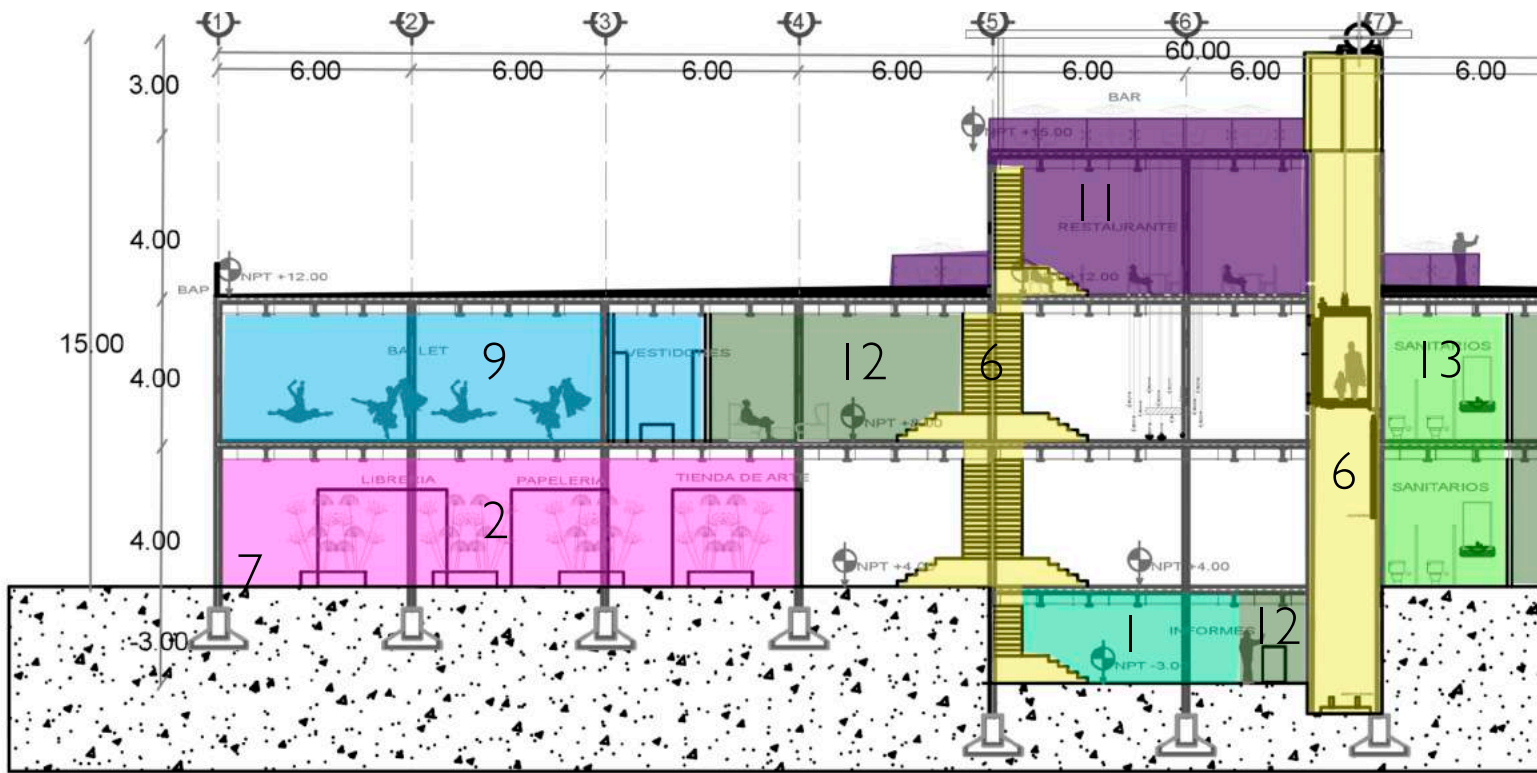 1 2 3 4 5 6 7
60.00
6.00 6.00 6.00 6.00 6.00 6.00 6.00
3.00
BAR
NPT +15.00
11
RESTAURANTE
4.00
NPT +12.00
+12.00
BAP
15.00
4.00
BALLET
9
VESTIDORES
12
6
SANITARIOS
13
NPT +8.00
LIBRERIA
PAPELERIA
TIENDA DE ARTE
2
6
SANITARIOS
4.00
7
NPT +4.00
NPT +4.00
-3.00
1
INFORMES
12
NPT -3.0